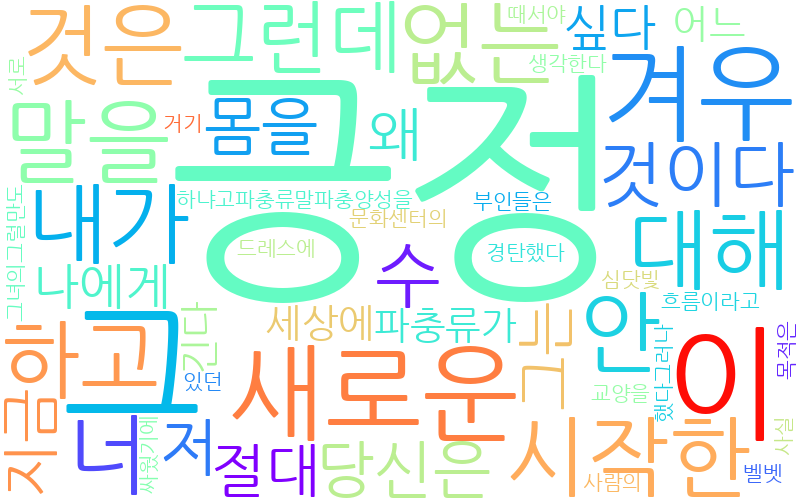 것은
그런데
없는
때서야
싶다
어느
생각한다
서로
말을
거기
몸을
왜
긍정
겨우
것이다
하냐고파충류말파충양성을
부인들은
문화센터의
내가
대해
드레스에
경탄했다
그녀의그럴만도
나에게
수
심닷빛
흐름이라고
세상에
파충류가
안
이
지금
하고
그
긴다
새로운
그는
했다그러나
목적은
있던
교양을
너
저
절대
당신은
시작한
싸웠기에
사람의
사실
벨벳